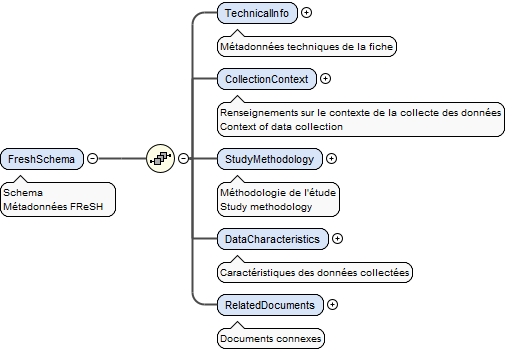 TechnicalInfo
Métadonnées techniques de la fiche
CollectionContext
Renseignements sur le contexte de la collecte des données
Context of data collection
FreshSchema
Schema
Métadonnées FReSH
StudyMethodology
Méthodologie de l'étude
Study methodology
DataCharacteristics
Caractéristiques des données collectées
RelatedDocuments
Documents connexes